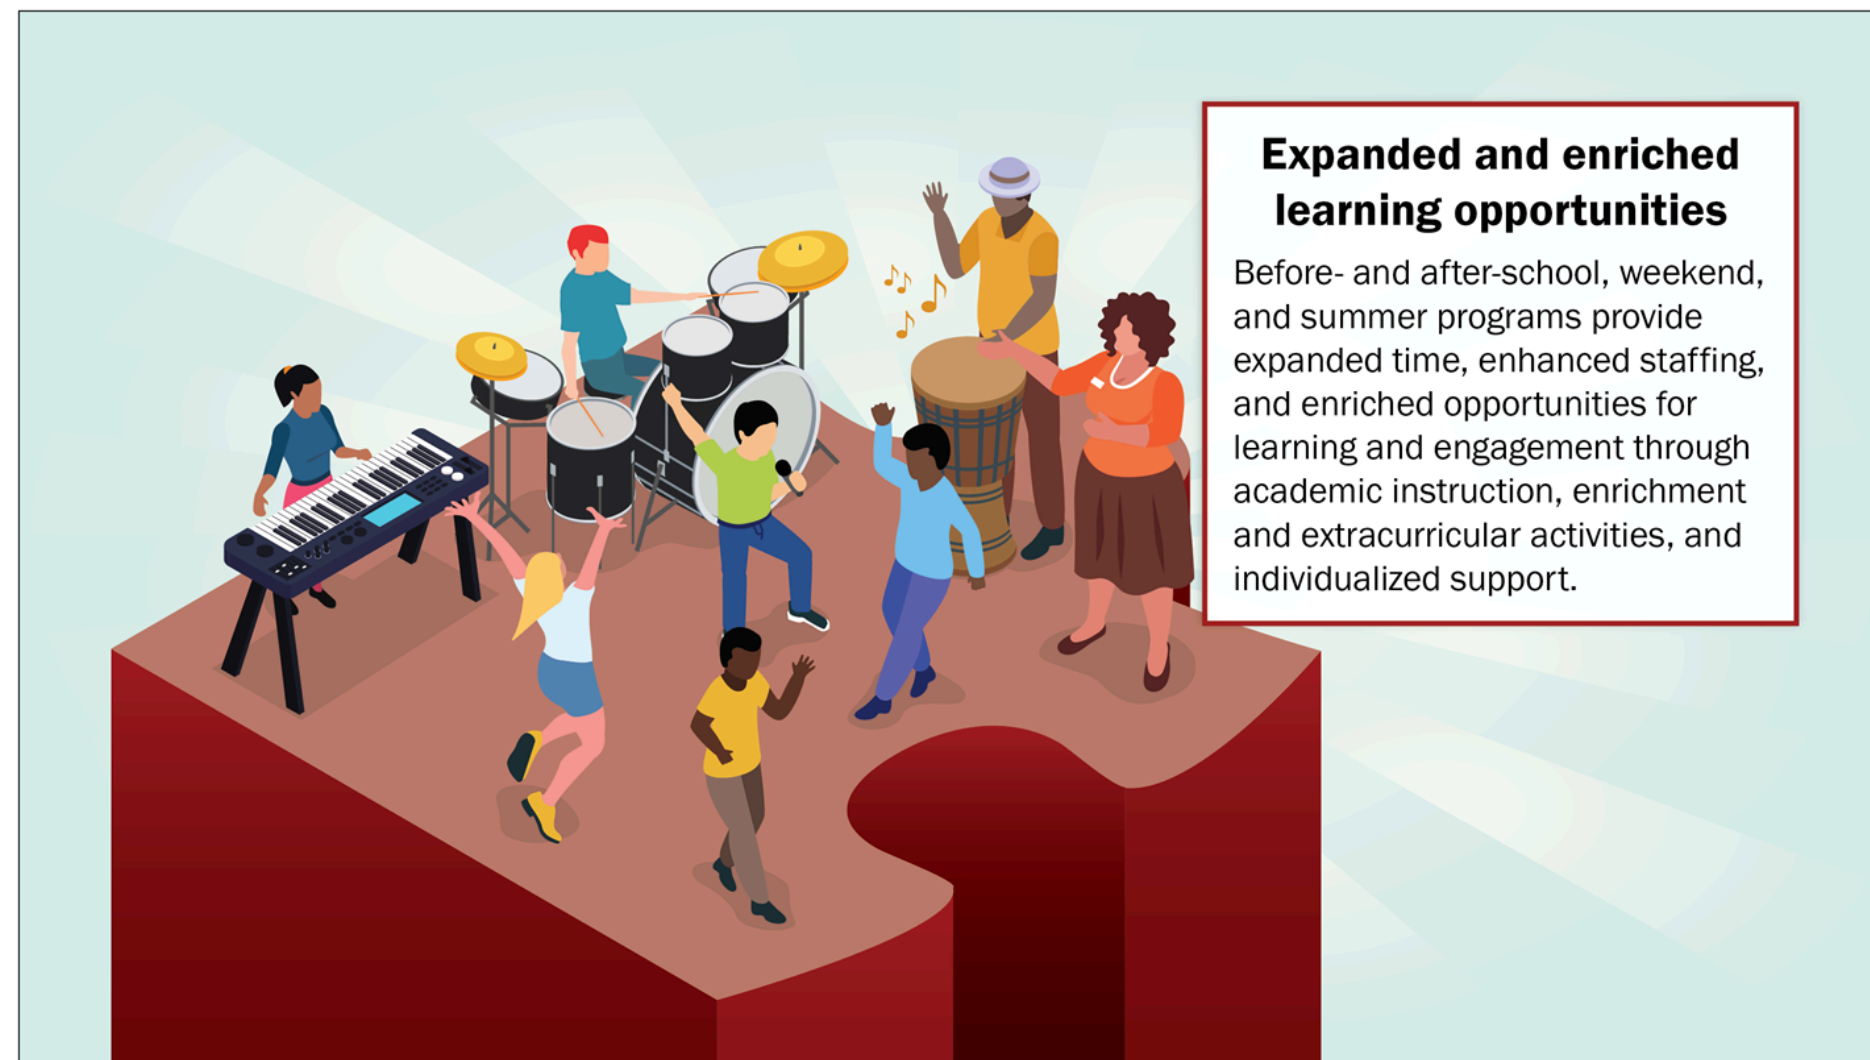 Expanded and enriched
learning opportunities
Before- and after-school, weekend,
and summer programs provide
expanded time, enhanced staffing,
and enriched opportunities for
learning and engagement through
academic instruction, enrichment
and extracurricular activities, and
individualized support.